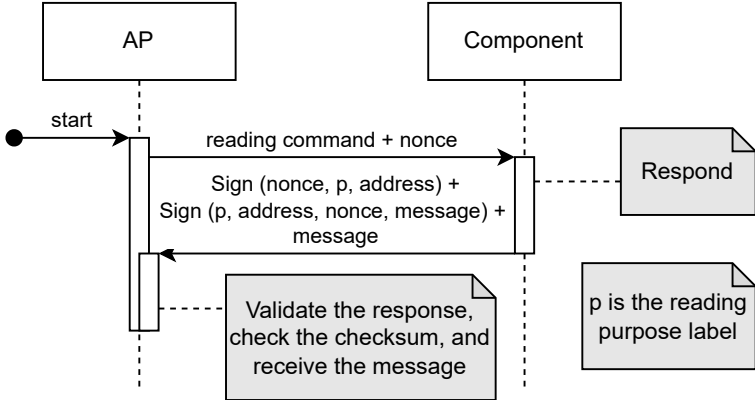 AP
Component
start
reading command + nonce
Respond
Sign (nonce, p, address) +
Sign (p, address, nonce, message) +
message
Validate the response,
check the checksum, and
receive the message
p is the reading
purpose label